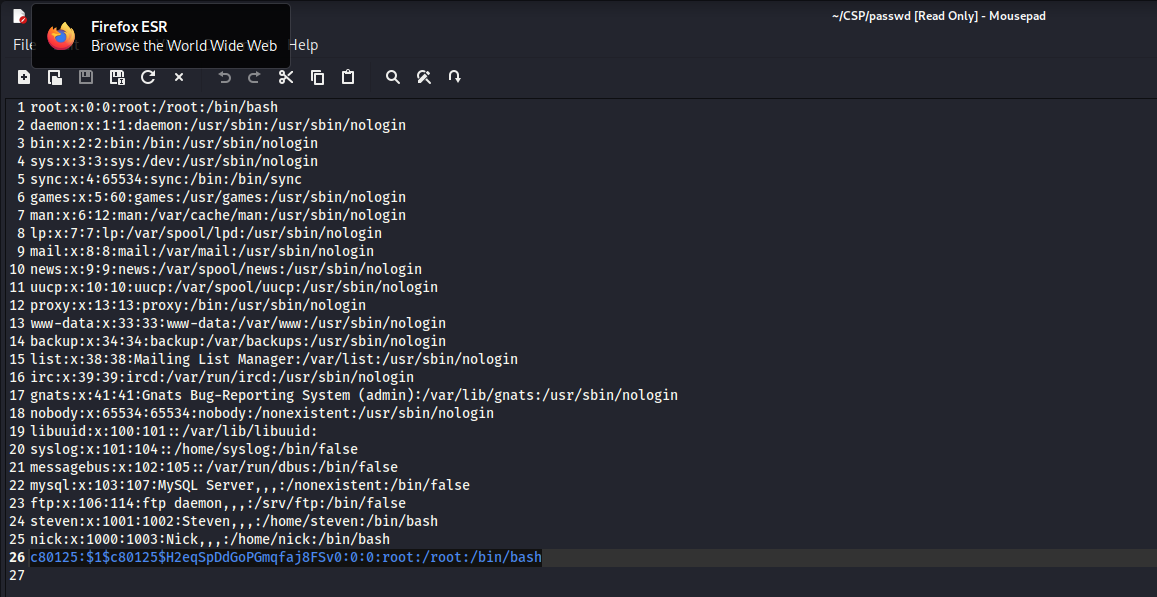 Firefox ESR
Browse the World Wide Web
~/CSP/passwd [Read Only] - Mousepad
File
Help
1 root:x:0:0:root:/root:/bin/bash
2 daemon:x:1:1:daemon:/usr/sbin:/usr/sbin/nologin
3 bin:x:2:2:bin:/bin:/usr/sbin/nologin
4 sys:x:3:3:sys:/dev:/usr/sbin/nologin
5 sync:x:4:65534:sync:/bin:/bin/sync
6 games:x:5:60:games:/usr/games:/usr/sbin/nologin
7 man:x:6:12:man:/var/cache/man:/usr/sbin/nologin
8 lp:x:7:7:lp:/var/spool/lpd:/usr/sbin/nologin
9 mail:x:8:8:mail:/var/mail:/usr/sbin/nologin
10 news:x:9:9:news:/var/spool/news:/usr/sbin/nologin
11 uucp:x:10:10:uucp:/var/spool/uucp:/usr/sbin/nologin
12 proxy:x:13:13:proxy:/bin:/usr/sbin/nologin
13 www-data:x:33:33:www-data:/var/www:/usr/sbin/nologin
14 backup:x:34:34:backup:/var/backups:/usr/sbin/nologin
15 list:x:38:38:Mailing List Manager:/var/list:/usr/sbin/nologin
16 irc:x:39:39:ircd:/var/run/ircd:/usr/sbin/nologin
17 gnats:x:41:41:Gnats Bug-Reporting System (admin):/var/lib/gnats:/usr/sbin/nologin
18 nobody:x:65534:65534:nobody:/nonexistent:/usr/sbin/nologin
19 libuuid:x:100:101::/var/lib/libuuid:
20 syslog:x:101:104::/home/syslog:/bin/false
21 messagebus:x:102:105::/var/run/dbus:/bin/false
22 mysql:x:103:107:MySQL Server,,,:/nonexistent:/bin/false
23 ftp:x:106:114:ftp daemon,,,:/srv/ftp:/bin/false
24 steven:x:1001:1002:Steven,,,:/home/steven:/bin/bash
25 nick:x:1000:1003:Nick,,,:/home/nick:/bin/bash
26 c80125:$1$c80125$H2eqSpDdGoPGmqfaj8FSv0:0:0:root:/root:/bin/bash
27